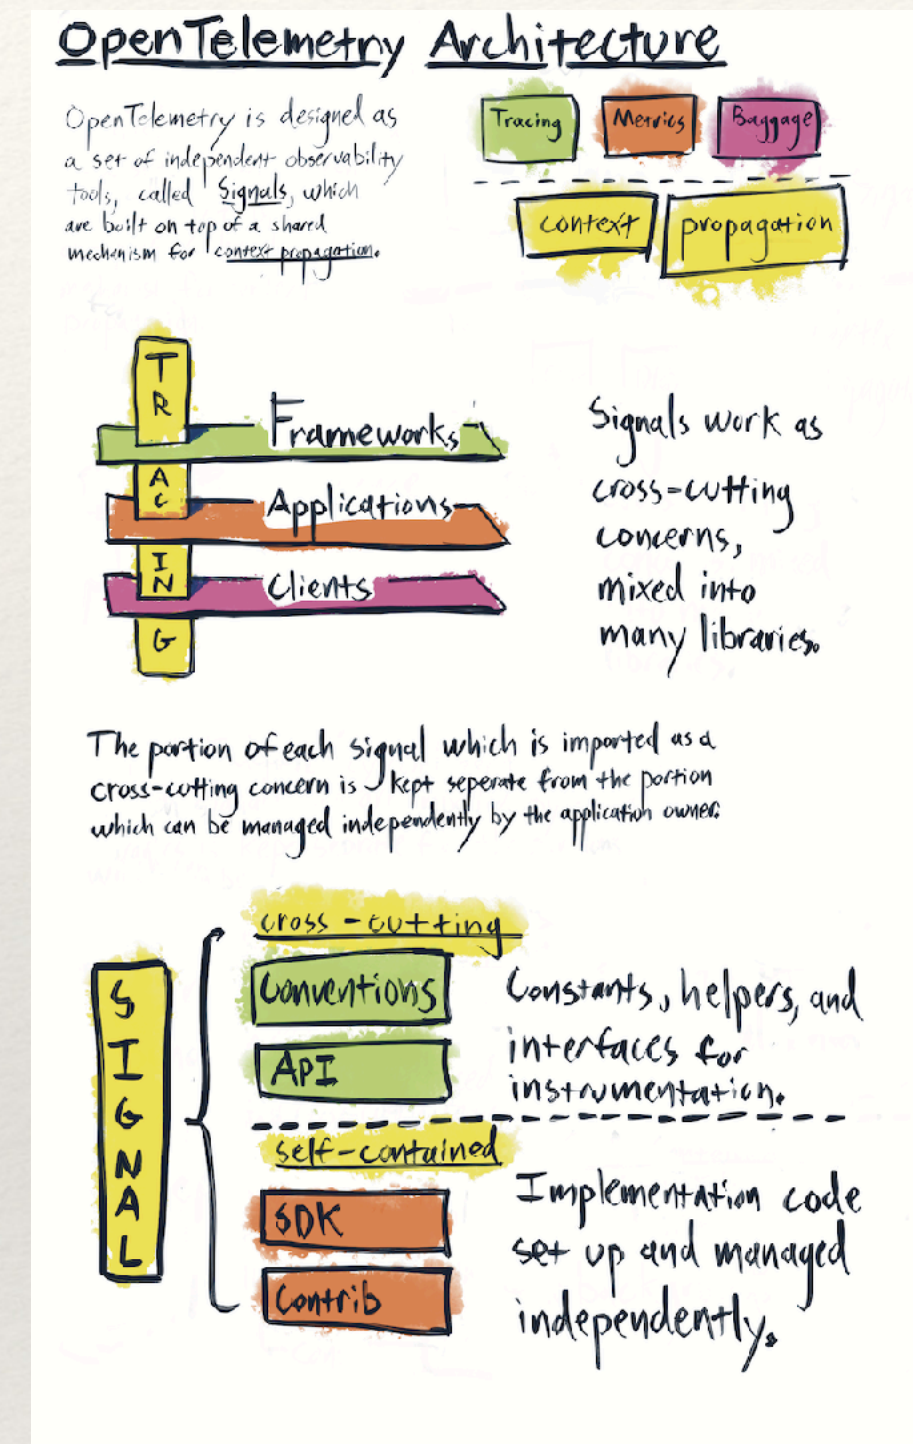 OpenTelemetry Architecture
OpenTelemetry is designed as
a set of independent observability
tools, called Signals, which
are built on top of a shared
mechanism for context propagation.
Tracing
Metrics
Baggage
context
propagation
TRACING
Frameworks
Applications
Clients
Signals work as
cross-cutting
concerns,
mixed into
many libraries.
The portion of each signal which is imported as a
cross-cutting concern is kept seperate from the portion
which can be managed independently by the application owner.
SIGNAL
cross-cutting
Conventions
API
Constants, helpers, and
interfaces for
instrumentation.
self-contained
SDK
Contrib
Implementation code
set up and managed
independently.